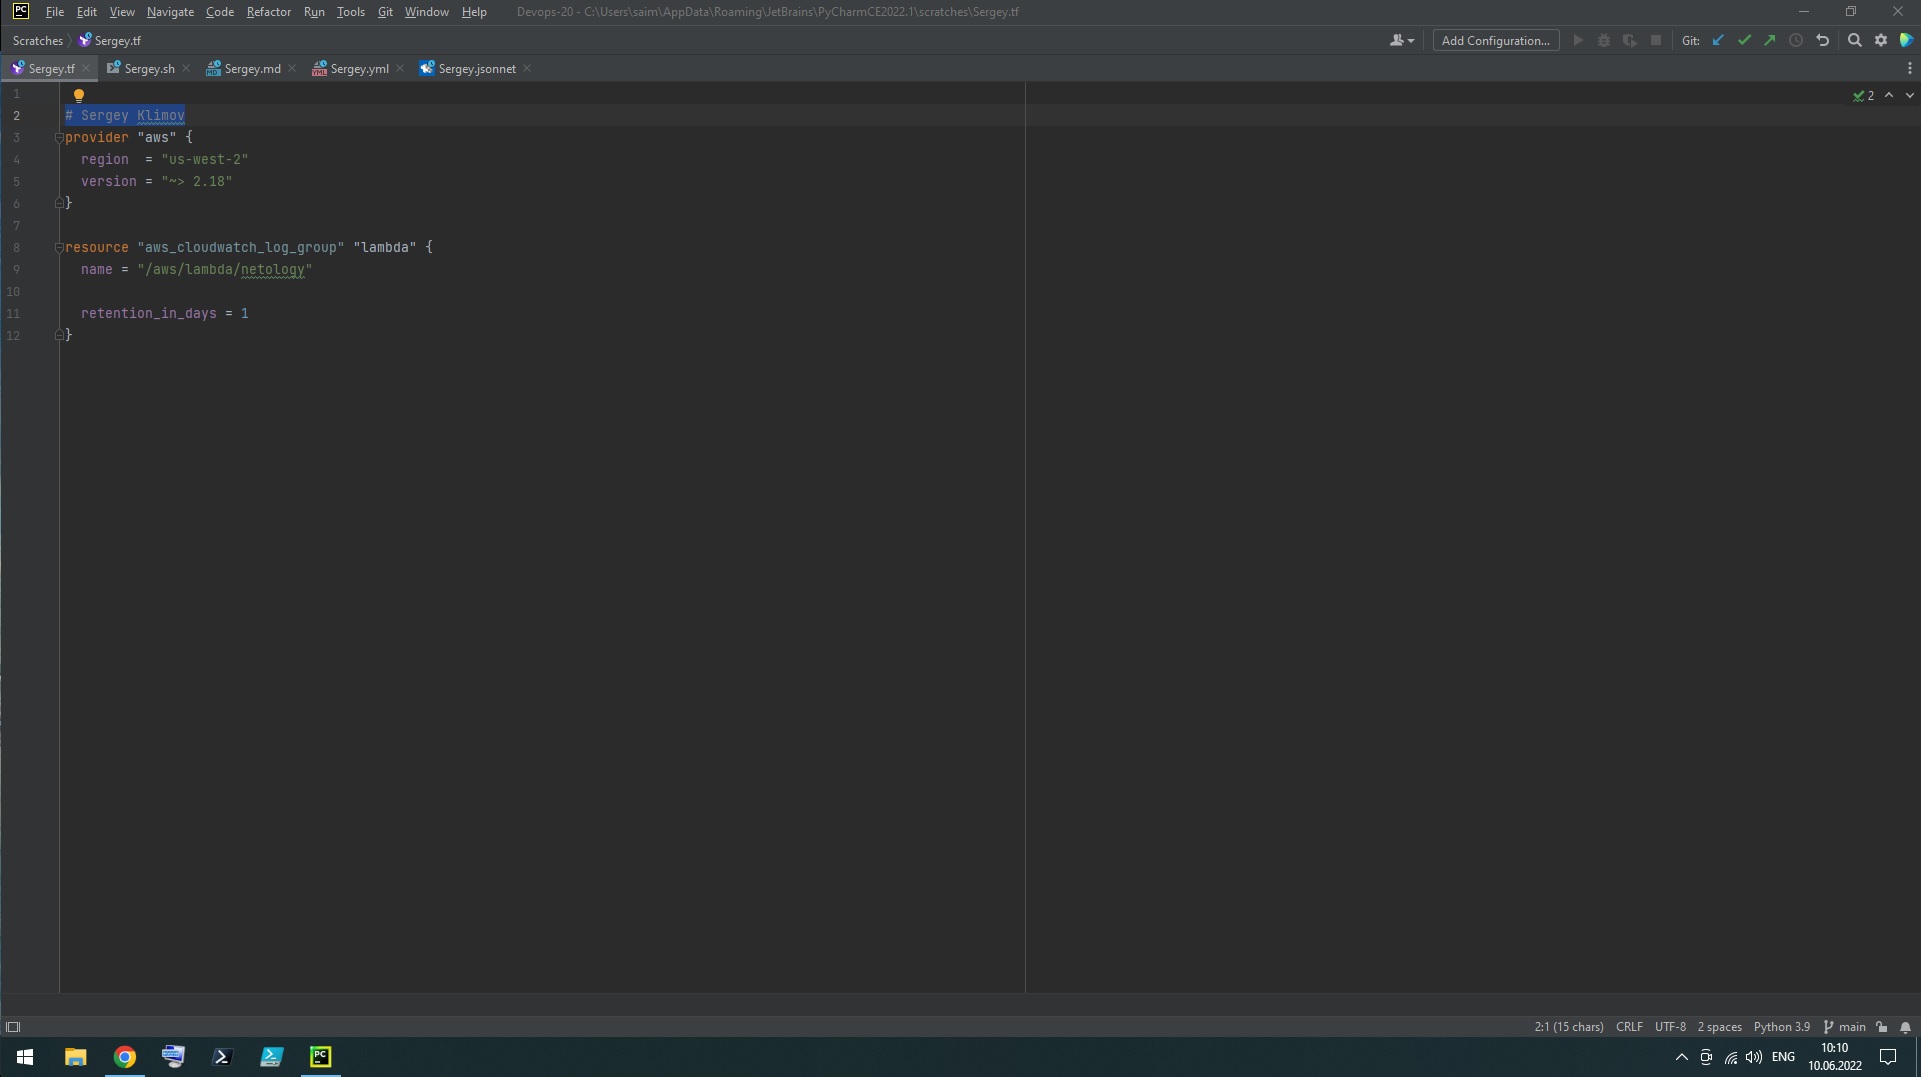 PC File Edit View Navigate Code Refactor Run Tools Git Window Help Devops-20 - C:\Users\saim\AppData\Roaming\JetBrains\PyCharmCE2022.1\scratches\Sergey.tf
Scratches Sergey.tf Add Configuration... Git:
Sergey.tf Sergey.sh Sergey.md Sergey.yml Sergey.jsonnet
1
2 # Sergey Klimov
3 provider "aws" {
4   region  = "us-west-2"
5   version = "~> 2.18"
6 }
7
8 resource "aws_cloudwatch_log_group" "lambda" {
9   name = "/aws/lambda/netology"
10
11   retention_in_days = 1
12 }
2
2:1 (15 chars) CRLF UTF-8 2 spaces Python 3.9 main
PC ENG 10:10
10.06.2022